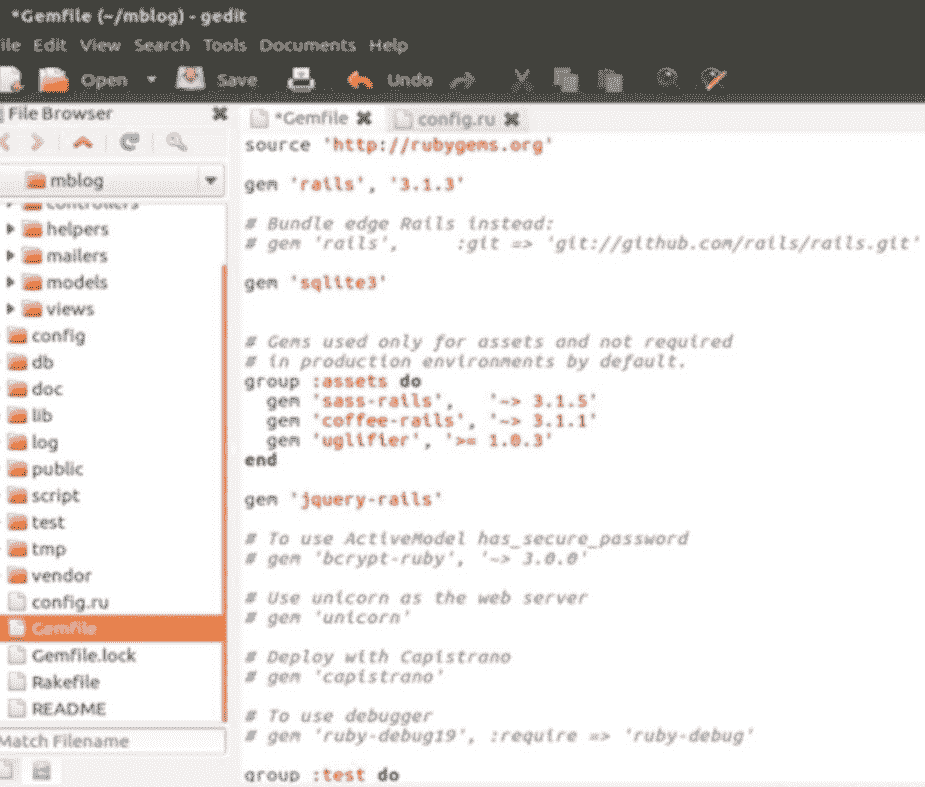 *Gemfile (~/mblog) - gedit
ile Edit View Search Tools Documents Help
Open Save Undo
File Browser
mblog
controllers
helpers
mailers
models
views
config
db
doc
lib
log
public
script
test
tmp
vendor
config.ru
Gemfile
Gemfile.lock
Rakefile
README
Match Filename
*Gemfile config.ru
source 'http://rubygems.org'
gem 'rails', '3.1.3'
# Bundle edge Rails instead:
# gem 'rails',     :git => 'git://github.com/rails/rails.git'
gem 'sqlite3'
# Gems used only for assets and not required
# in production environments by default.
group :assets do
  gem 'sass-rails',   '~> 3.1.5'
  gem 'coffee-rails', '~> 3.1.1'
  gem 'uglifier', '>= 1.0.3'
end
gem 'jquery-rails'
# To use ActiveModel has_secure_password
# gem 'bcrypt-ruby', '~> 3.0.0'
# Use unicorn as the web server
# gem 'unicorn'
# Deploy with Capistrano
# gem 'capistrano'
# To use debugger
# gem 'ruby-debug19', :require => 'ruby-debug'
group :test do